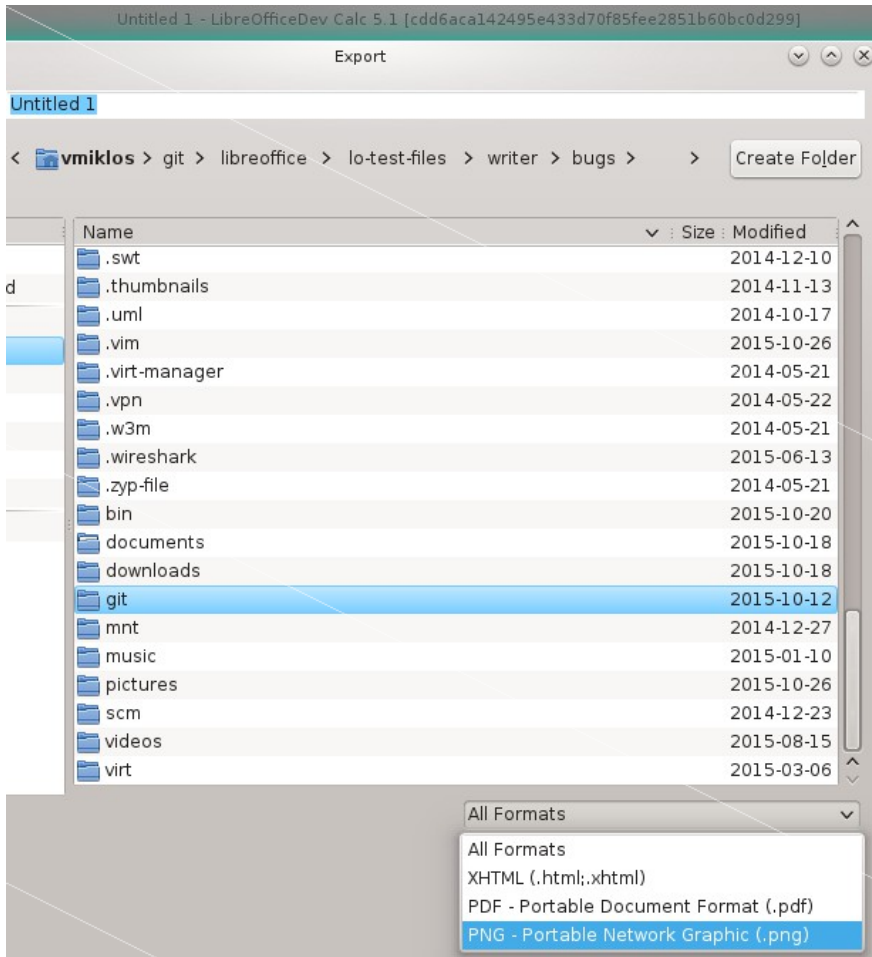 Untitled 1 - LibreOfficeDev Calc 5.1 [cdd6aca142495e433d70f85fee2851b60bc0d299]
Export
Untitled 1
< vmiklos > git > libreoffice > lo-test-files > writer > bugs > > Create Folder
Name Size Modified
.swt 2014-12-10
d .thumbnails 2014-11-13
.uml 2014-10-17
.vim 2015-10-26
.virt-manager 2014-05-21
.vpn 2014-05-22
.w3m 2014-05-21
.wireshark 2015-06-13
.zyp-file 2014-05-21
bin 2015-10-20
documents 2015-10-18
downloads 2015-10-18
git 2015-10-12
mnt 2014-12-27
music 2015-01-10
pictures 2015-10-26
scm 2014-12-23
videos 2015-08-15
virt 2015-03-06
All Formats
All Formats
XHTML (.html;.xhtml)
PDF - Portable Document Format (.pdf)
PNG - Portable Network Graphic (.png)